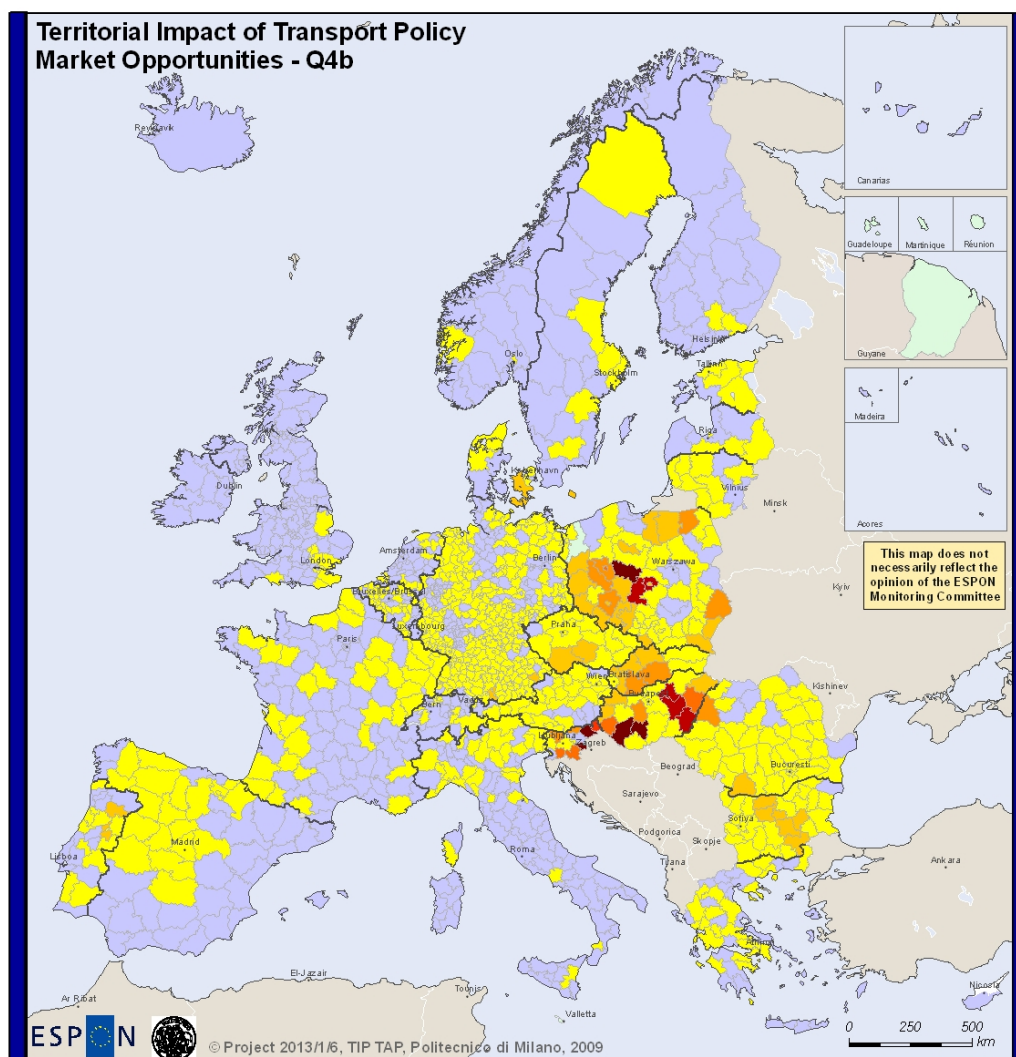 Territorial Impact of Transport Policy
Market Opportunities - Q4b
Reykjavik
Canarias
Guadeloupe
Martinique
Réunion
Guyane
Oslo
Helsinki
Stockholm
Tallinn
Madeira
Riga
Dublin
København
Vilnius
Minsk
Acores
London
Amsterdam
Berlin
Warszawa
This map does not
necessarily reflect the
opinion of the ESPON
Monitoring Committee
Bruxelles/Brussel
Kyiv
Luxembourg
Praha
Paris
Wien
Bratislava
Kishinev
Bern
Vaduz
Budapest
Ljubljana
Zagreb
Beograd
Bucuresti
Sarajevo
Sofiya
Podgorica
Skopje
Madrid
Lisboa
Roma
Tirana
Ankara
Athinai
El-Jazair
Tounis
Ar Ribat
Valletta
Nicosia
0 250 500
km
ESPON
© Project 2013/1/6, TIP TAP, Politecnico di Milano, 2009